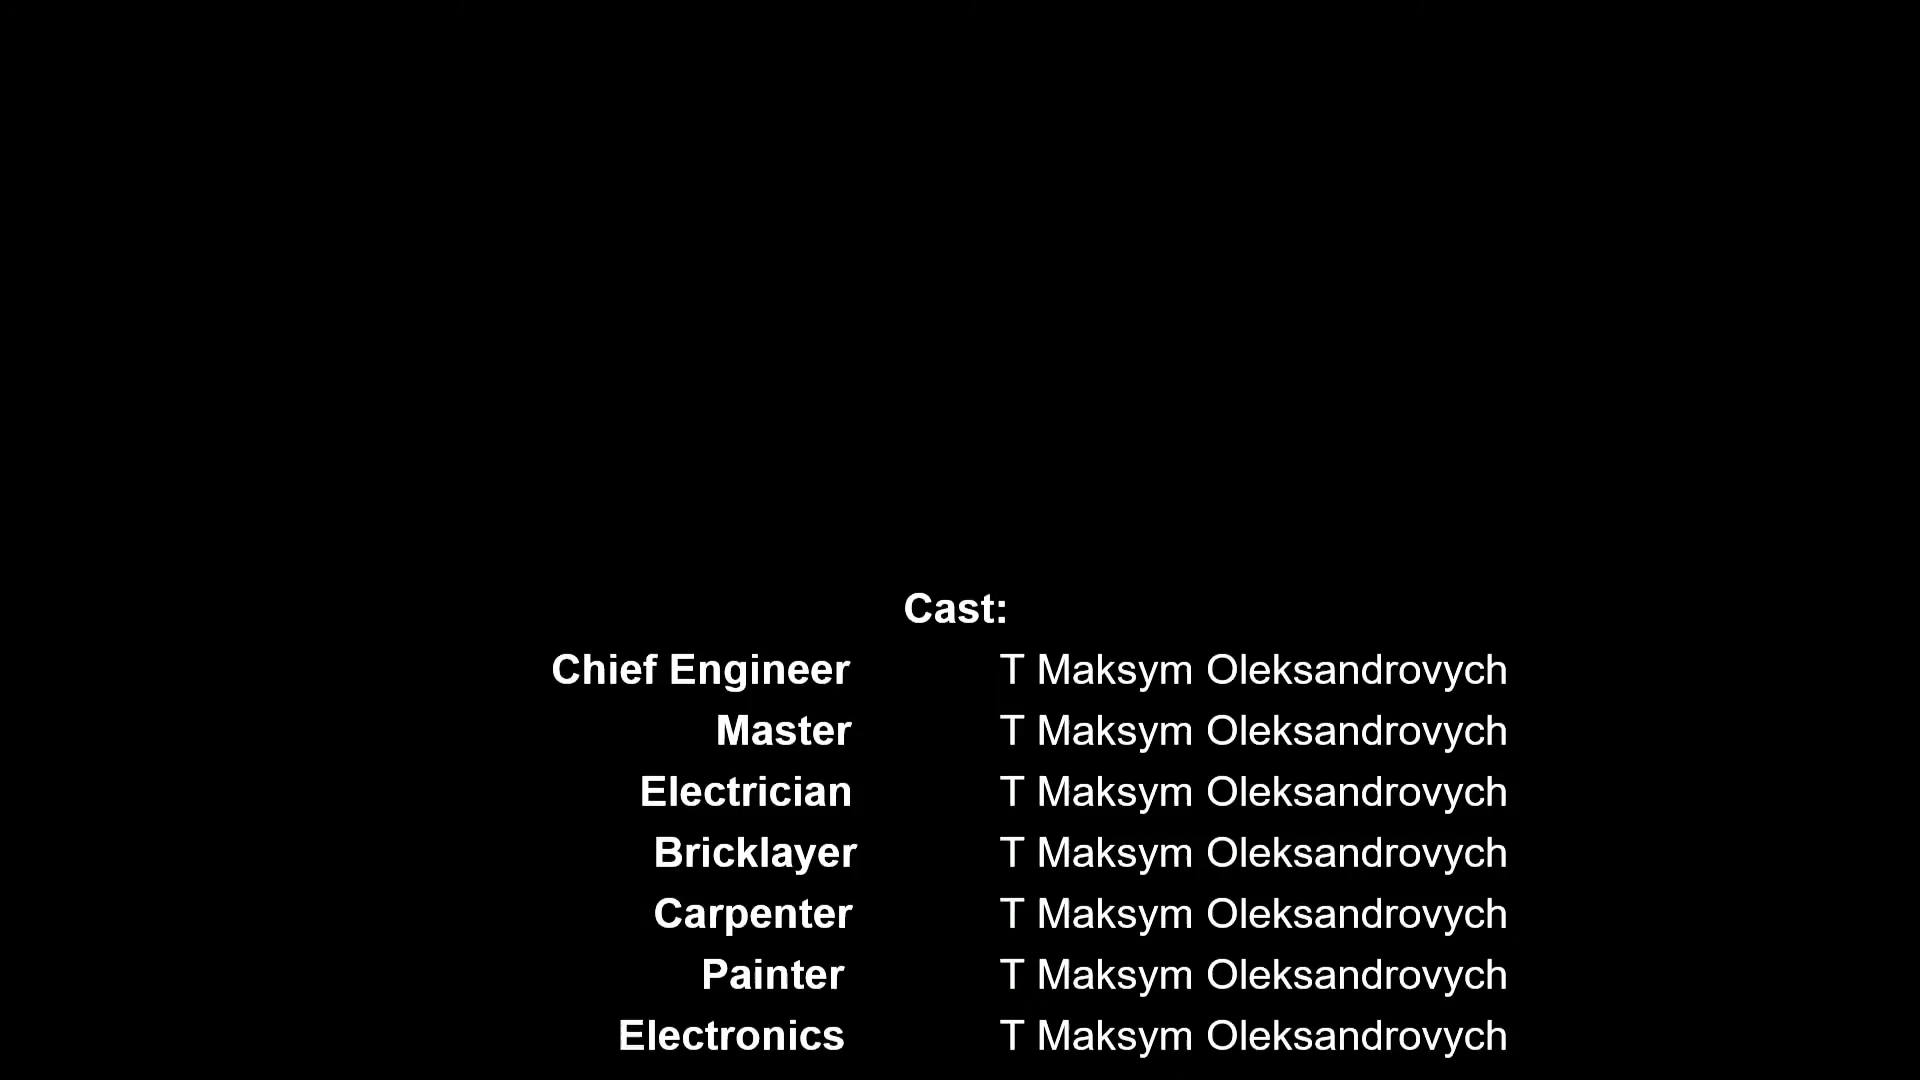 Cast:
Chief Engineer T Maksym Oleksandrovych
Master T Maksym Oleksandrovych
Electrician T Maksym Oleksandrovych
Bricklayer T Maksym Oleksandrovych
Carpenter T Maksym Oleksandrovych
Painter T Maksym Oleksandrovych
Electronics T Maksym Oleksandrovych